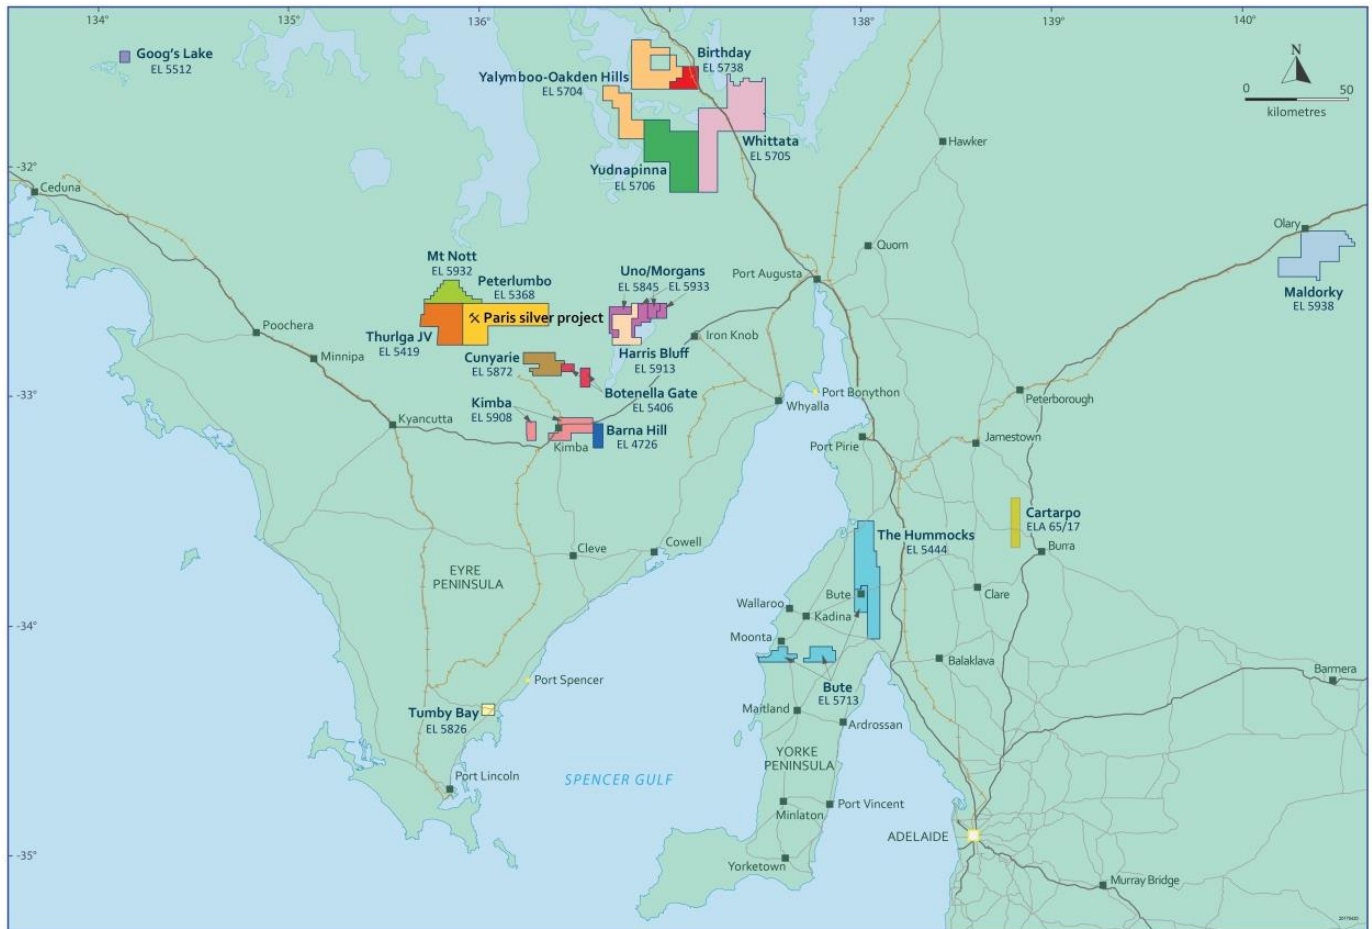 134°
135°
136°
138°
139°
140°
Goog's Lake
EL 5512
Birthday
EL 5738
Yalymboo-Oakden Hills
EL 5704
N
0 50
kilometres
Whittata
EL 5705
Hawker
-32°
Yudnapinna
EL 5706
Ceduna
Olary
Quorn
Mt Nott
EL 5932
Peterlumbo
EL 5368
Uno/Morgans
EL 5845 EL 5933
Port Augusta
Maldorky
EL 5938
Paris silver project
Poochera
Thurlga JV
EL 5419
Iron Knob
Minnipa
Cunyarie
EL 5872
Harris Bluff
EL 5913
Botenella Gate
EL 5406
-33°
Port Bonython
Peterborough
Whyalla
Kimba
EL 5908
Kyancutta
Barna Hill
EL 4726
Kimba
Port Pirie
Jamestown
Cartarpo
ELA 65/17
The Hummocks
EL 5444
Burra
Cowell
Cleve
EYRE
PENINSULA
Clare
Bute
Wallaroo
Kadina
-34°
Moonta
Balaklava
Barmera
Port Spencer
Bute
EL 5713
Tumby Bay
EL 5826
Maitland
Ardrossan
YORKE
PENINSULA
Port Lincoln
SPENCER GULF
Port Vincent
Minlaton
ADELAIDE
-35°
Yorketown
Murray Bridge